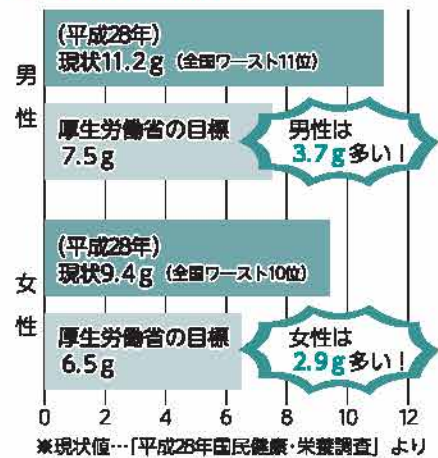 男性
(平成28年)
現状11.2g (全国ワースト11位)
厚生労働省の目標
7.5g
男性は
3.7g多い!
女性
(平成28年)
現状9.4g (全国ワースト10位)
厚生労働省の目標
6.5g
女性は
2.9g多い!
0 2 4 6 8 10 12
※現状値…「平成28年国民健康・栄養調査」より